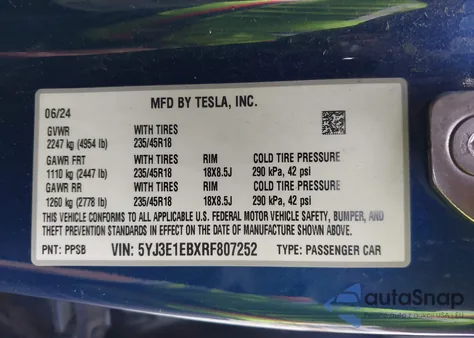 MFD BY TESLA, INC.
06/24
GVWR WITH TIRES
2247 kg (4954 lb) 235/45R18
GAWR FRT WITH TIRES RIM COLD TIRE PRESSURE
1110 kg (2447 lb) 235/45R18 18X8.5J 290 kPa, 42 psi
GAWR RR WITH TIRES RIM COLD TIRE PRESSURE
1260 kg (2778 lb) 235/45R18 18X8.5J 290 kPa, 42 psi
THIS VEHICLE CONFORMS TO ALL APPLICABLE U.S. FEDERAL MOTOR VEHICLE SAFETY, BUMPER, AND
THEFT PREVENTION STANDARDS IN EFFECT ON THE DATE OF MANUFACTURE SHOWN ABOVE.
PNT: PPSB VIN: 5YJ3E1EBXRF807252 TYPE: PASSENGER CAR
autoSnap